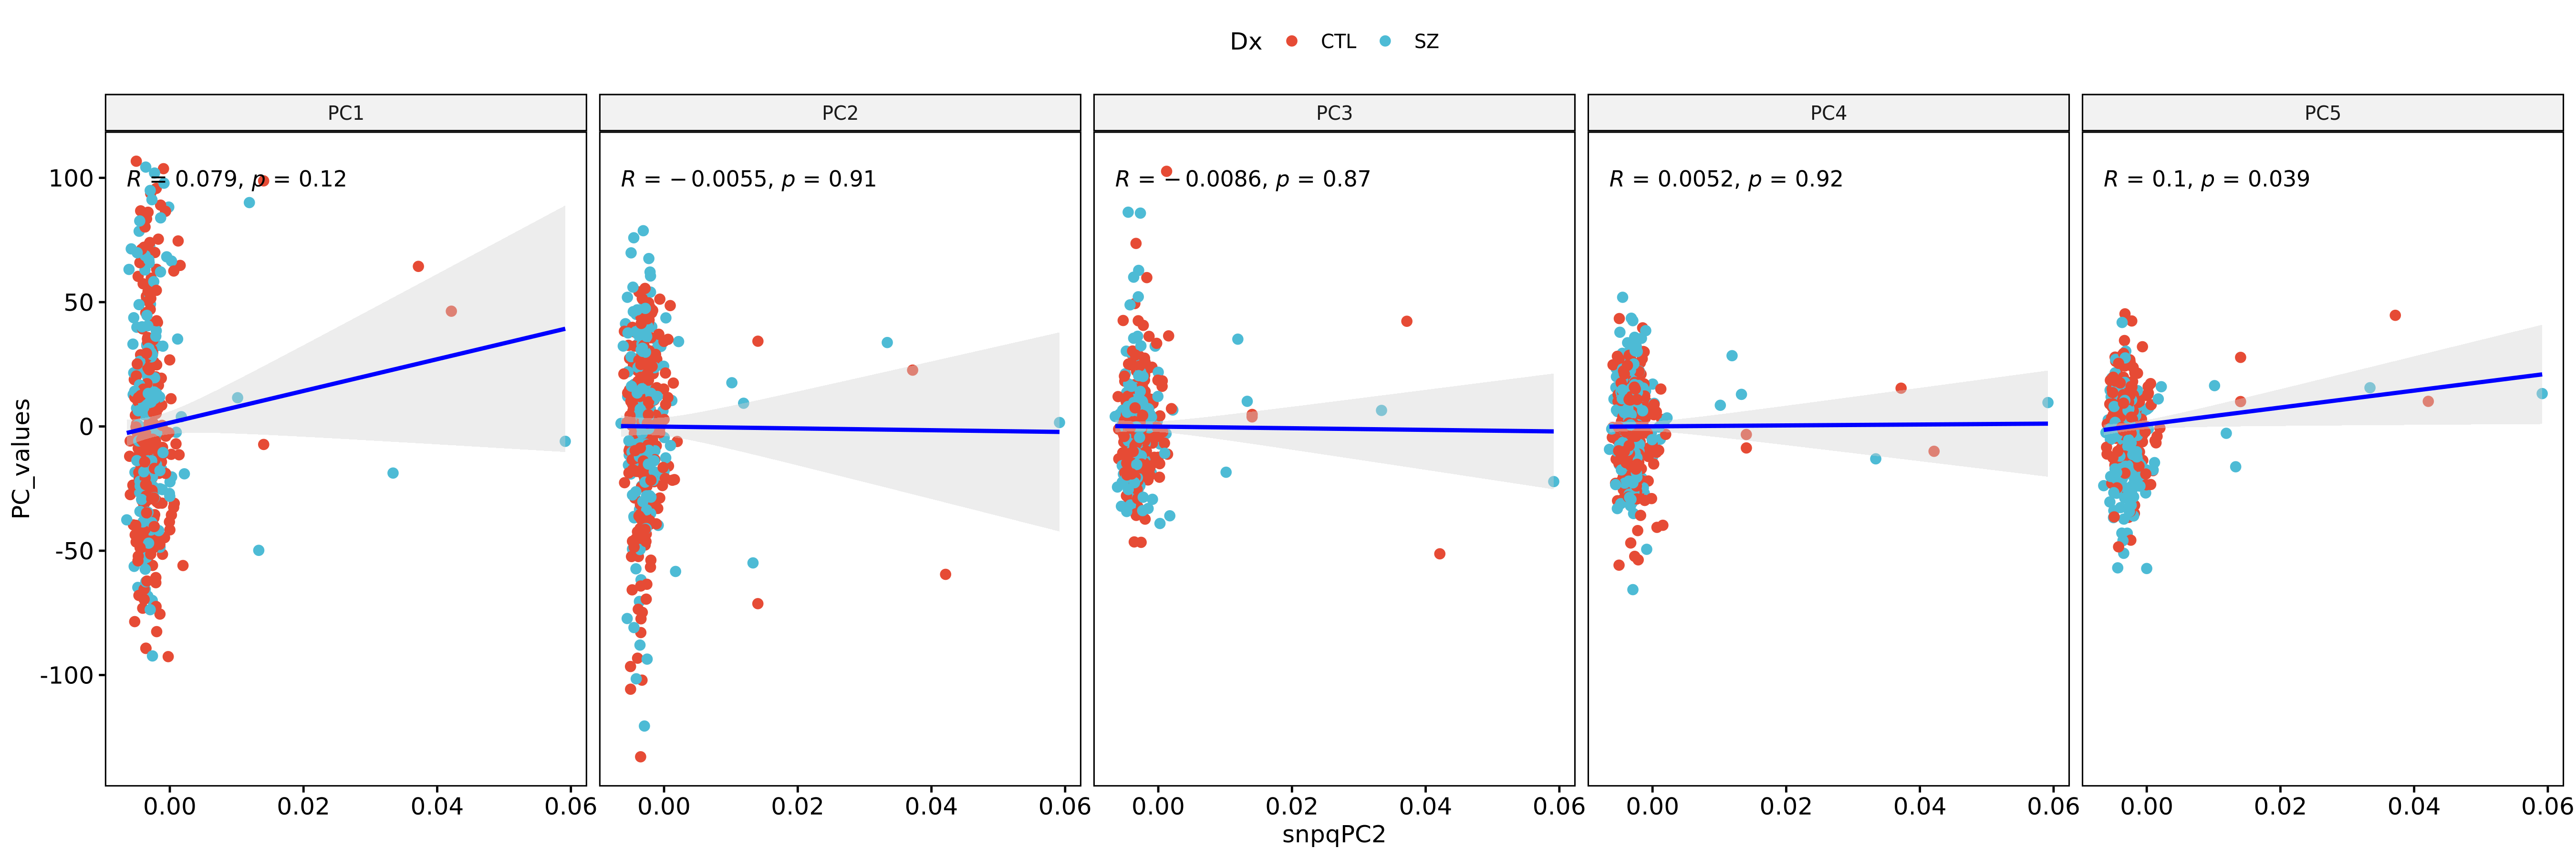 Dx CTL SZ
PC1 PC2 PC3 PC4 PC5
R = 0.079, p = 0.12 R = −0.0055, p = 0.91 R = −0.0086, p = 0.87 R = 0.0052, p = 0.92 R = 0.1, p = 0.039
100
50
0
-50
-100
PC_values
0.00 0.02 0.04 0.06 0.00 0.02 0.04 0.06 0.00 0.02 0.04 0.06 0.00 0.02 0.04 0.06 0.00 0.02 0.04 0.06
snpqPC2